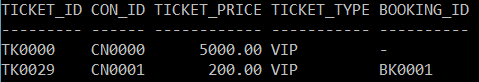 TICKET_ID CON_ID TICKET_PRICE TICKET_TYPE BOOKING_ID
--------- ------ ------------ ----------- ----------
TK0000 CN0000 5000.00 VIP -
TK0029 CN0001 200.00 VIP BK0001